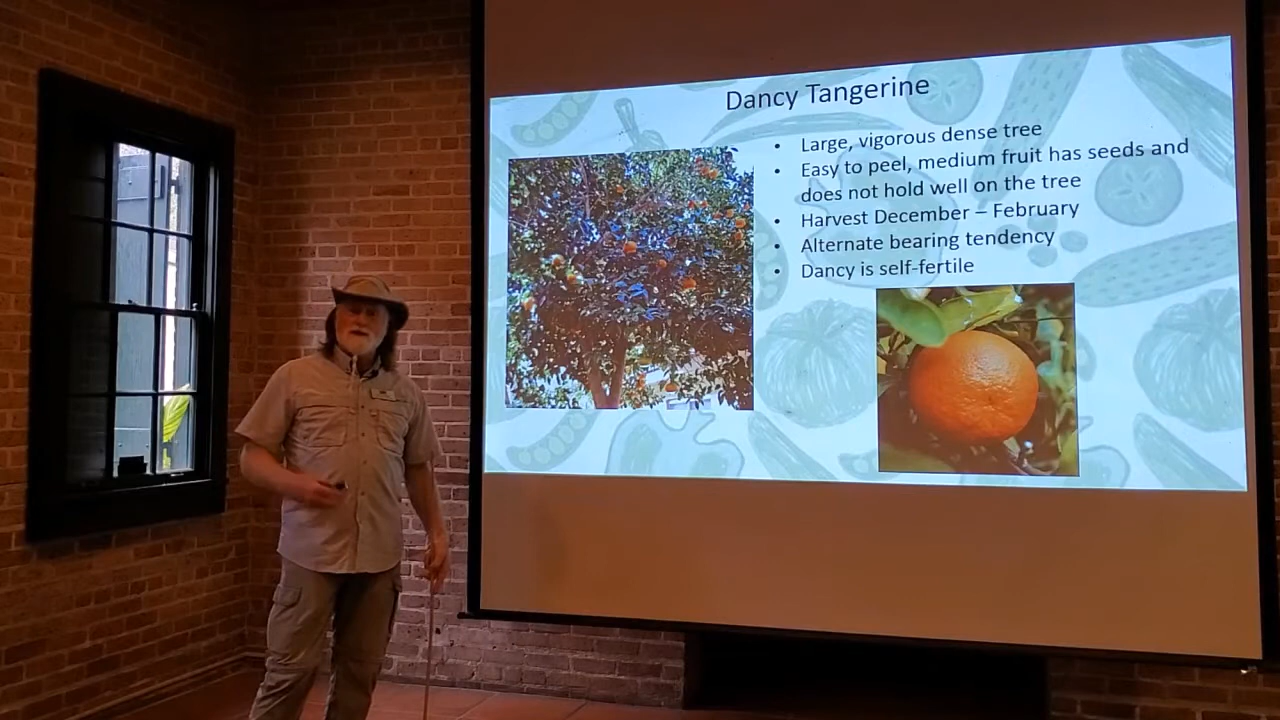 Dancy Tangerine
• Large, vigorous dense tree
• Easy to peel, medium fruit has seeds and
does not hold well on the tree
• Harvest December – February
• Alternate bearing tendency
• Dancy is self-fertile